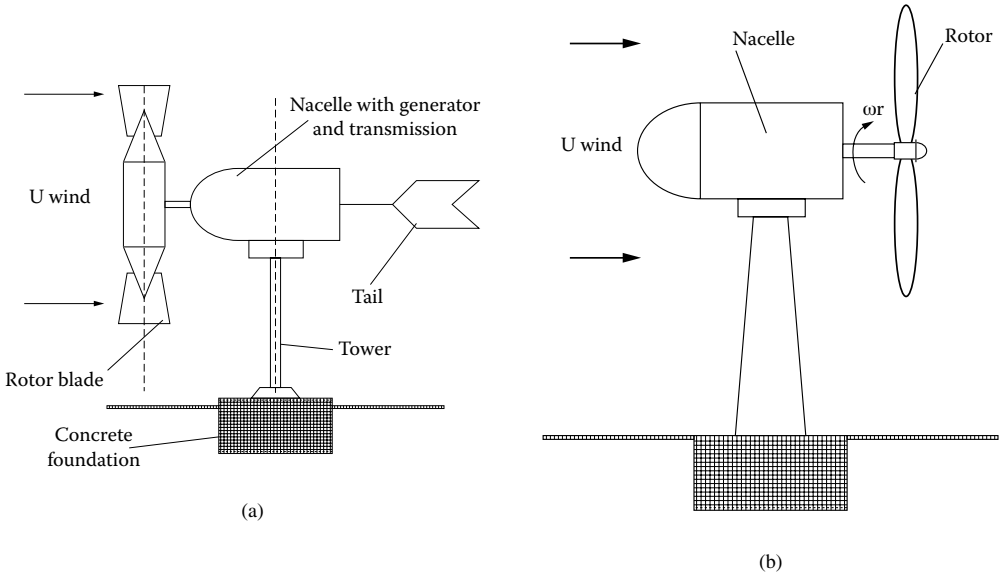 Nacelle with generator
and transmission
U wind
Tail
Tower
Rotor blade
Concrete
foundation
(a)
Nacelle
Rotor
ωr
U wind
(b)